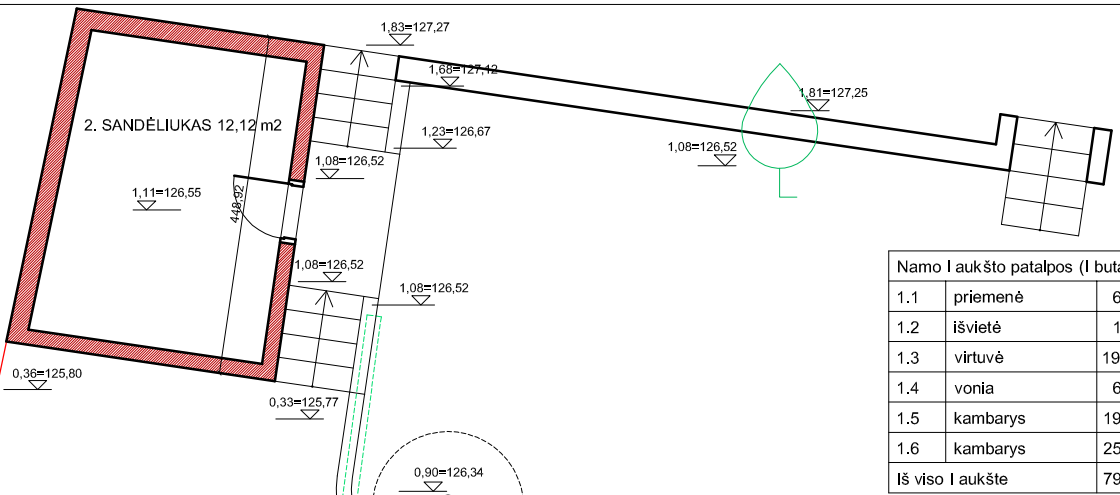 1,83=127,27
1,68=127,12
1,81=127,25
2. SANDĖLIUKAS 12,12 m2
1,23=126,67
1,08=126,52
1,08=126,52
1,11=126,55
448,92
1,08=126,52
1,08=126,52
0,36=125,80
0,33=125,77
0,90=126,34
Namo I aukšto patalpos (I
1.1 priemenė 6
1.2 išvietė 1
1.3 virtuvė 19
1.4 vonia 6
1.5 kambarys 19
1.6 kambarys 25
Iš viso I aukšte 79